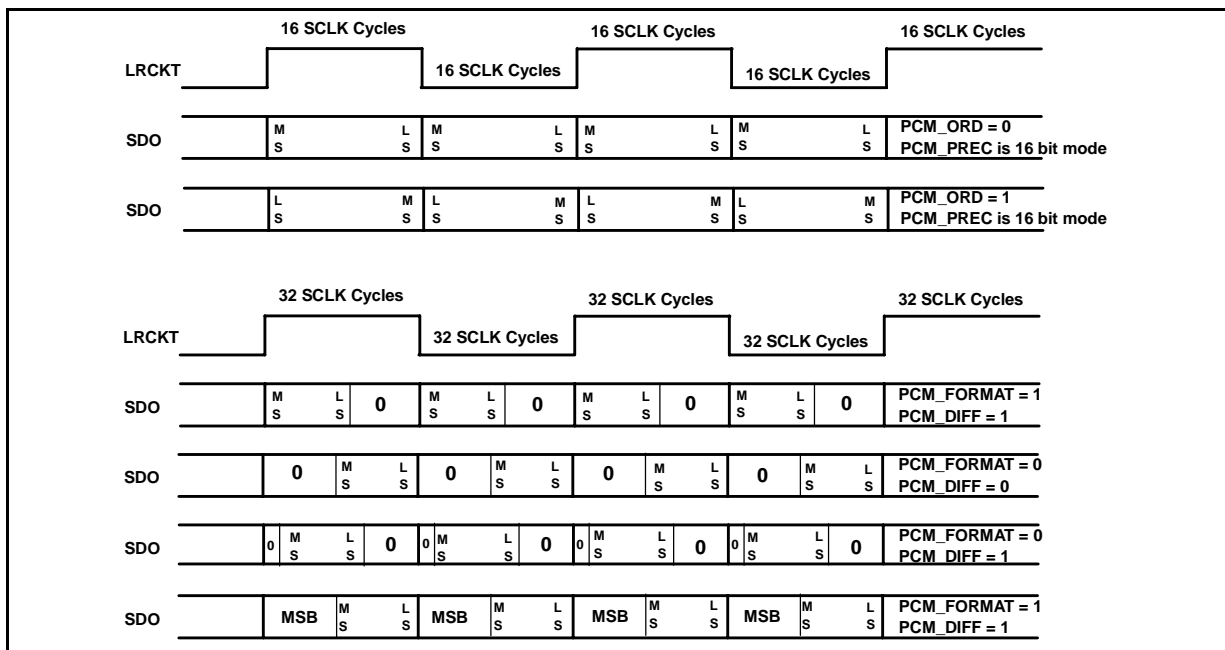 16 SCLK Cycles 16 SCLK Cycles 16 SCLK Cycles
LRCKT 16 SCLK Cycles 16 SCLK Cycles
SDO M S L S M S L S M S L S M S L S PCM_ORD = 0
PCM_PREC is 16 bit mode
SDO L S M S L S M S L S M S L S M S PCM_ORD = 1
PCM_PREC is 16 bit mode
32 SCLK Cycles 32 SCLK Cycles 32 SCLK Cycles
LRCKT 32 SCLK Cycles 32 SCLK Cycles
SDO M S L S 0 M S L S 0 M S L S 0 M S L S 0 PCM_FORMAT = 1
PCM_DIFF = 1
SDO 0 M S L S 0 M S L S 0 M S L S 0 M S L S PCM_FORMAT = 0
PCM_DIFF = 0
SDO 0 M S L S 0 0 M S L S 0 0 M S L S 0 0 M S L S 0 PCM_FORMAT = 0
PCM_DIFF = 1
SDO MSB M S L S MSB M S L S MSB M S L S MSB M S L S PCM_FORMAT = 1
PCM_DIFF = 1